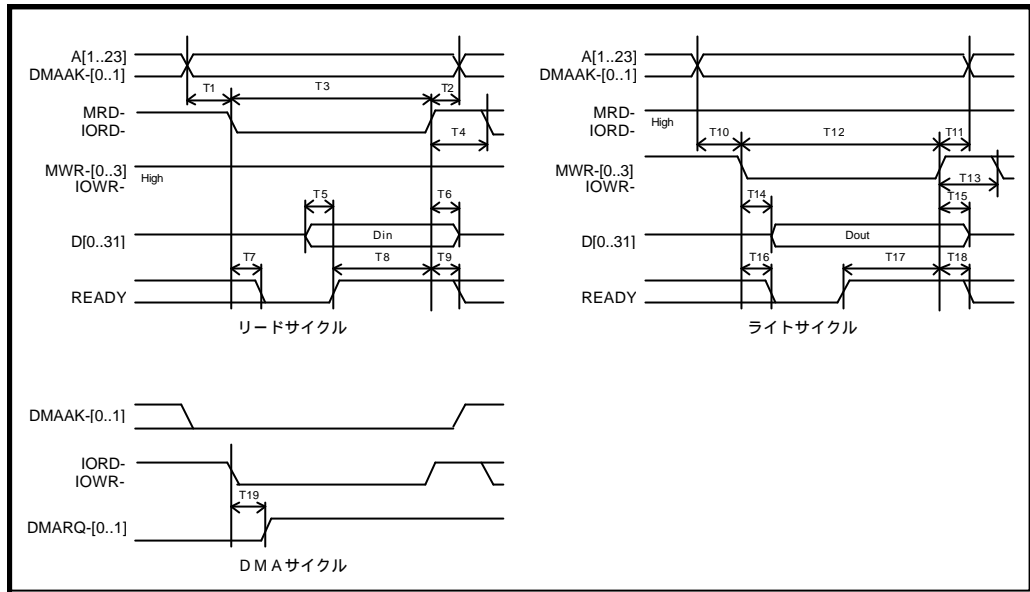 A[1..23]
DMAAK-[0..1]
T1
T3
T2
MRD-
IORD-
T4
MWR-[0..3]
IOWR-
High
T5
T6
D[0..31]
Din
T7
T8
T9
READY
リードサイクル
A[1..23]
DMAAK-[0..1]
MRD-
IORD-
High
T10
T12
T11
MWR-[0..3]
IOWR-
T13
T14
T15
D[0..31]
Dout
T16
T17
T18
READY
ライトサイクル
DMAAK-[0..1]
IORD-
IOWR-
T19
DMARQ-[0..1]
DMAサイクル